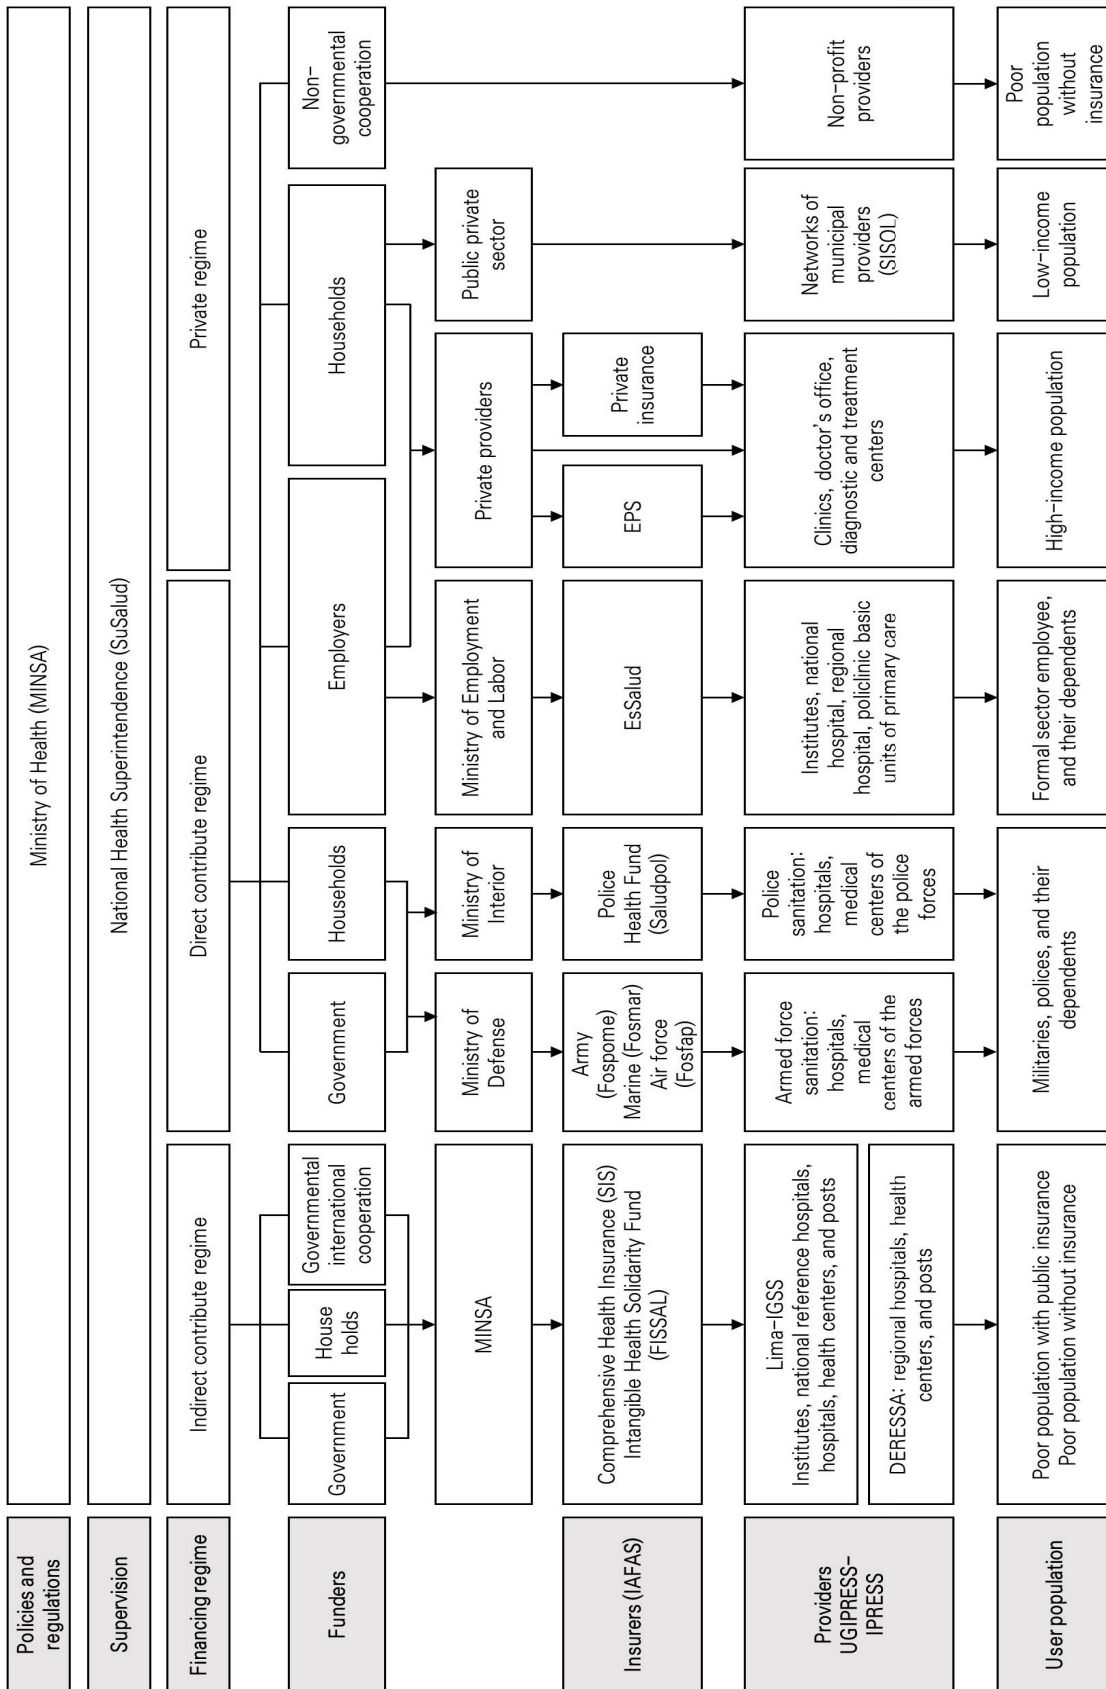 Policies and
regulations
Ministry of Health (MINSA)
Supervision
National Health Superintendence (SuSalud)
Financing regime
Indirect contribute regime
Direct contribute regime
Private regime
Funders
Government
House
holds
Governmental
international
cooperation
Government
Households
Employers
Households
Non-
governmental
cooperation
MINSA
Ministry of
Defense
Ministry of
Interior
Ministry of Employment
and Labor
Private providers
Public private
sector
Insurers (IAFAS)
Comprehensive Health Insurance (SIS)
Intangible Health Solidarity Fund
(FISSAL)
Army
(Fospome)
Marine (Fosmar)
Air force
(Fosfap)
Police
Health Fund
(Saludpol)
EsSalud
EPS
Private
insurance
Providers
UGIPRESS-
IPRESS
Lima-IGSS
Institutes, national reference hospitals,
hospitals, health centers, and posts
DERESSA: regional hospitals, health
centers, and posts
Armed force
sanitation:
hospitals,
medical
centers of the
armed forces
Police
sanitation:
hospitals,
medical
centers of
the police
forces
Institutes, national
hospital, regional
hospital, policlinic basic
units of primary care
Clinics, doctor's office,
diagnostic and treatment
centers
Networks of
municipal
providers
(SISOL)
Non-profit
providers
User population
Poor population with public insurance
Poor population without insurance
Militaries, polices, and their
dependents
Formal sector employee,
and their dependents
High-income population
Low-income
population
Poor
population
without
insurance